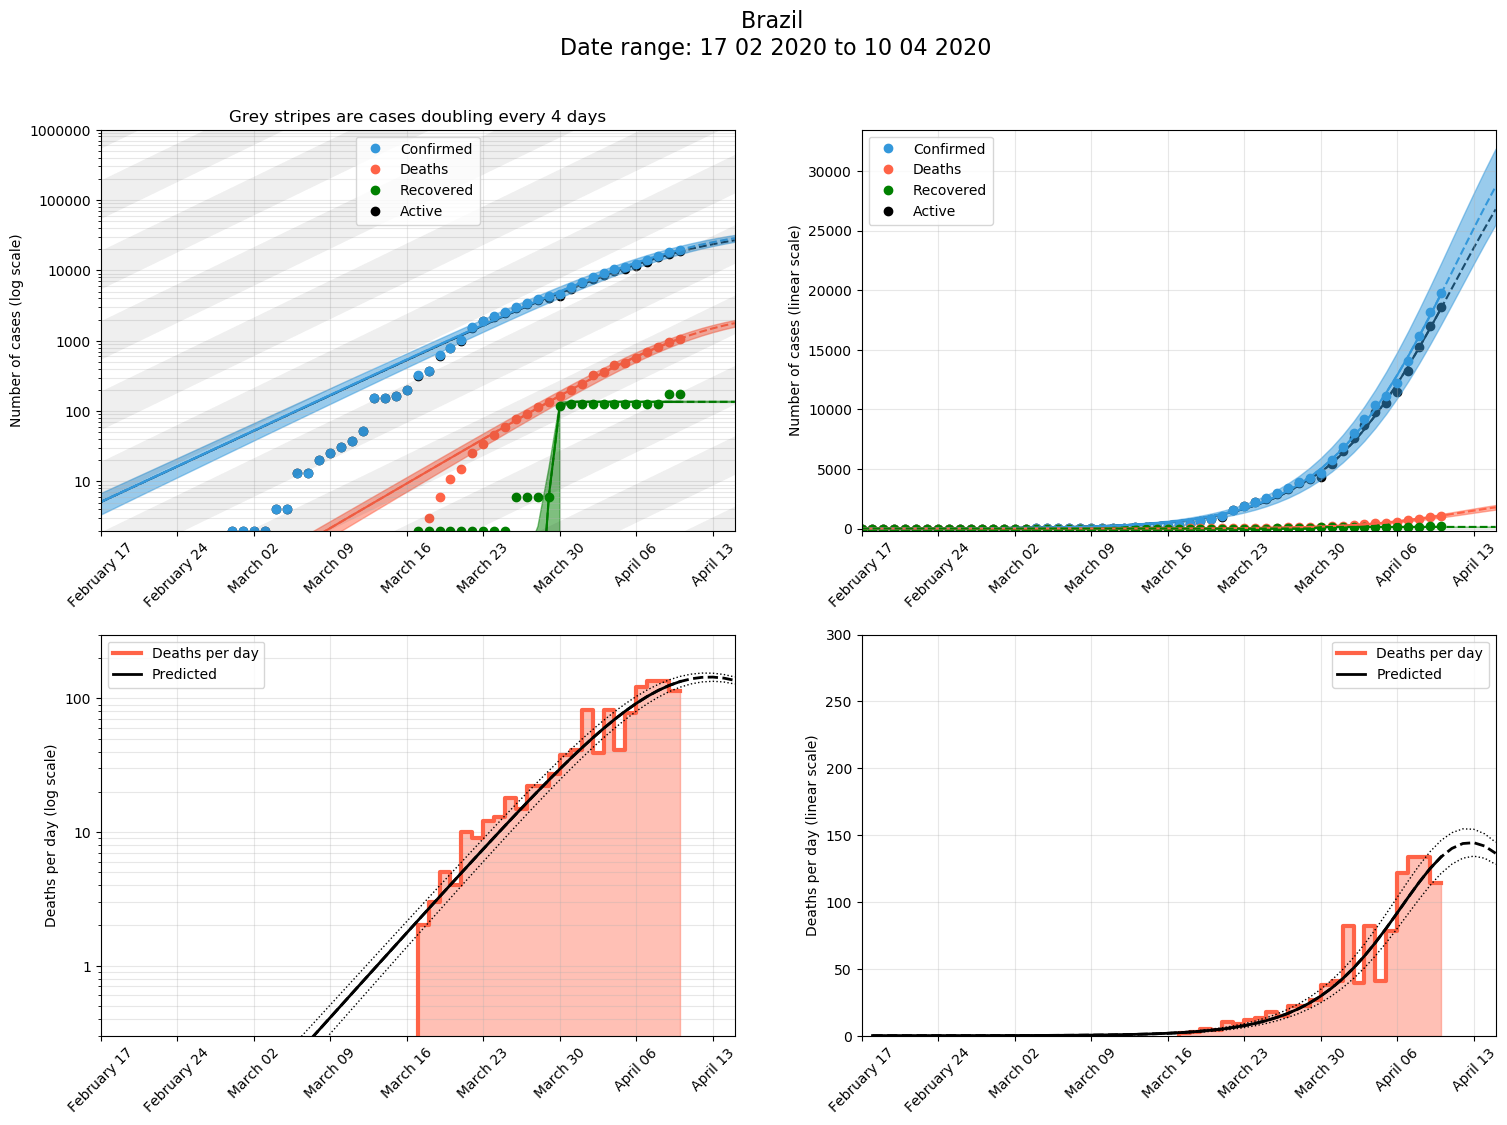 Brazil
Date range: 17 02 2020 to 10 04 2020
Grey stripes are cases doubling every 4 days
Number of cases (log scale)
1000000
100000
10000
1000
100
10
Confirmed
Deaths
Recovered
Active
February 17
February 24
March 02
March 09
March 16
March 23
March 30
April 06
April 13
Number of cases (linear scale)
30000
25000
20000
15000
10000
5000
0
Confirmed
Deaths
Recovered
Active
February 17
February 24
March 02
March 09
March 16
March 23
March 30
April 06
April 13
Deaths per day (log scale)
100
10
1
Deaths per day
Predicted
February 17
February 24
March 02
March 09
March 16
March 23
March 30
April 06
April 13
Deaths per day (linear scale)
300
250
200
150
100
50
0
Deaths per day
Predicted
February 17
February 24
March 02
March 09
March 16
March 23
March 30
April 06
April 13